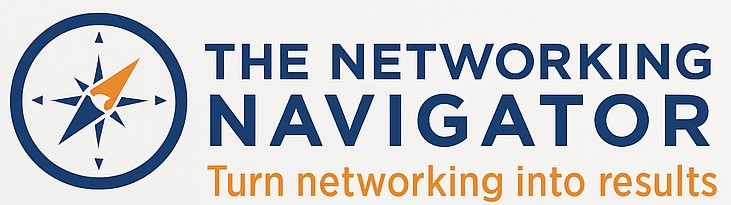 THE NETWORKING
NAVIGATOR
Turn networking into results